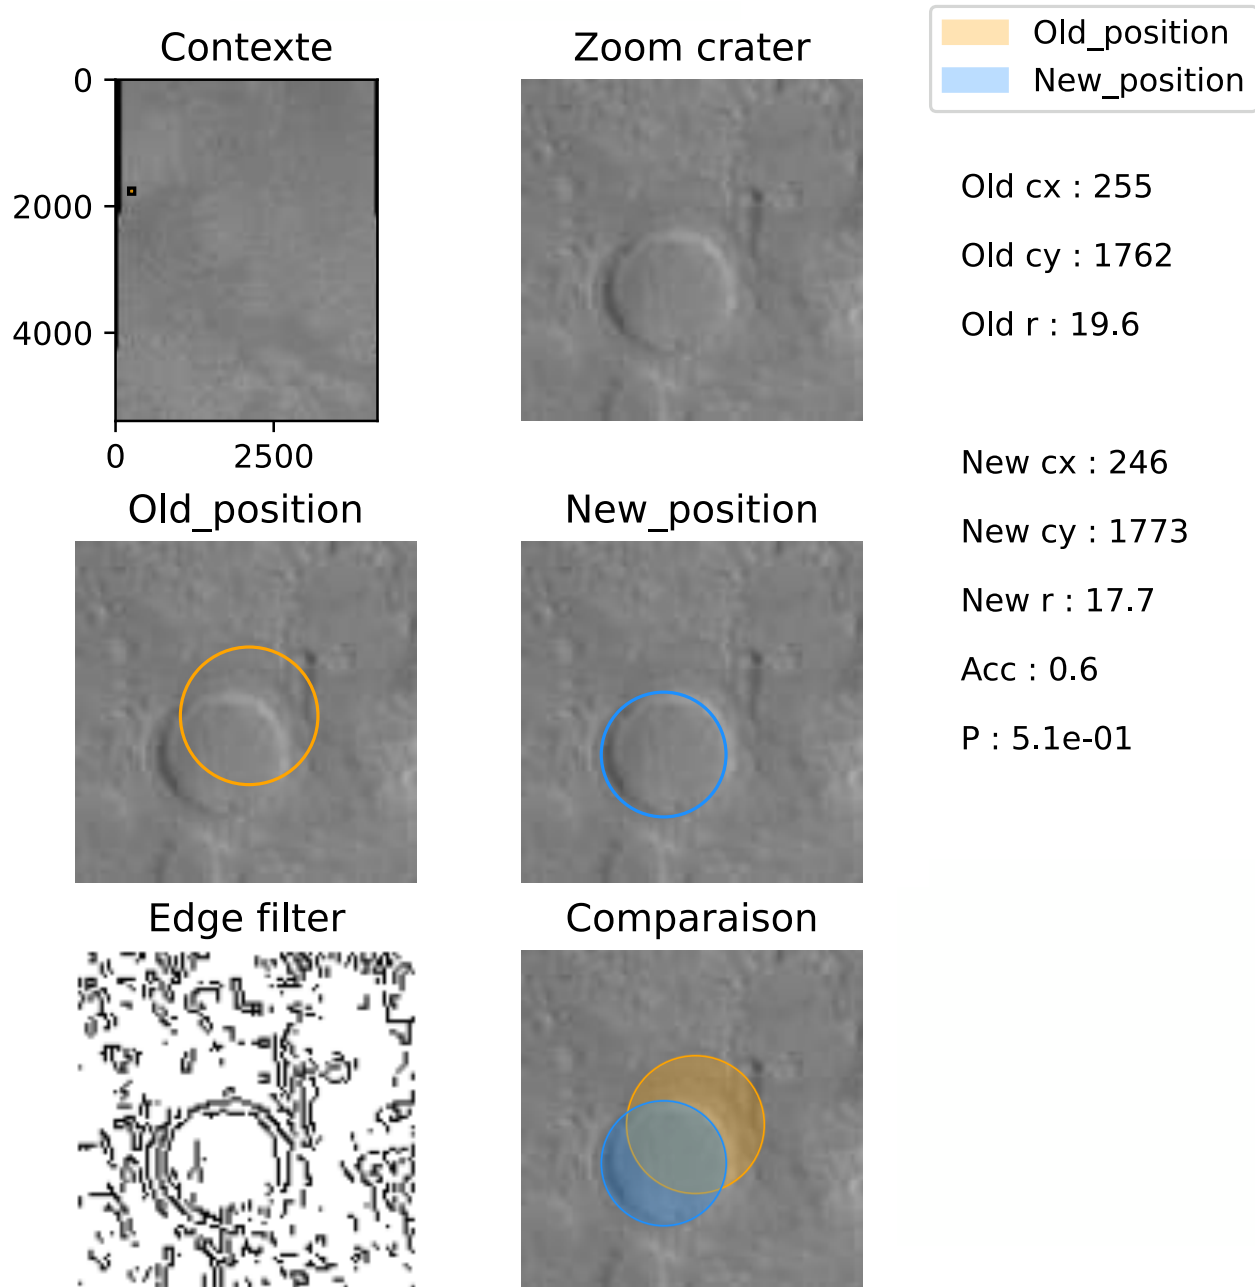 Contexte
0
2000
4000
0 2500
Zoom crater
Old_position
New_position
Old cx : 255
Old cy : 1762
Old r : 19.6
New cx : 246
New cy : 1773
New r : 17.7
Acc : 0.6
P : 5.1e-01
Old_position
New_position
Edge filter
Comparaison